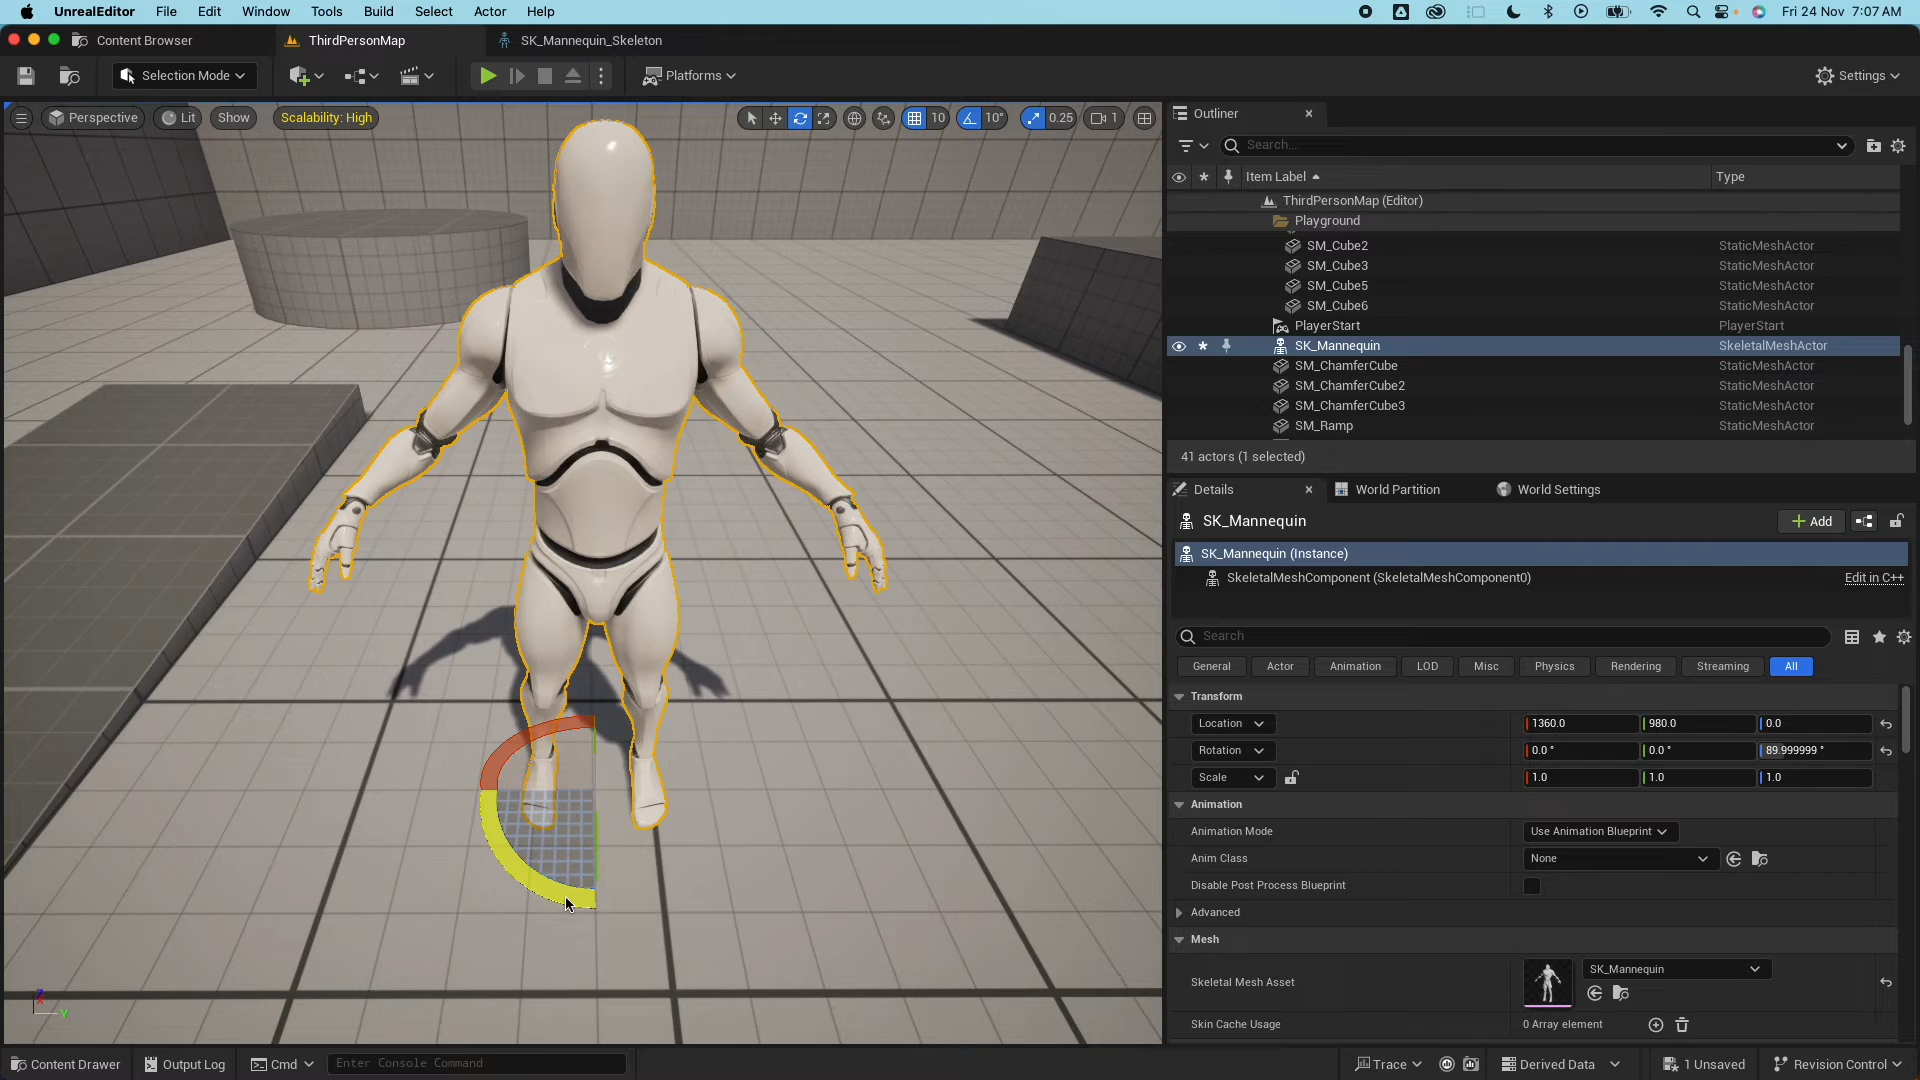 UnrealEditor File Edit Window Tools Build Select Actor Help Fri 24 Nov 7:07 AM
Content Browser ThirdPersonMap SK_Mannequin_Skeleton
Selection Mode Platforms Settings
Perspective Lit Show Scalability: High 10 10° 0.25 1
Outliner
Search...
Item Label Type
ThirdPersonMap (Editor)
Playground
SM_Cube2 StaticMeshActor
SM_Cube3 StaticMeshActor
SM_Cube5 StaticMeshActor
SM_Cube6 StaticMeshActor
PlayerStart PlayerStart
SK_Mannequin SkeletalMeshActor
SM_ChamferCube StaticMeshActor
SM_ChamferCube2 StaticMeshActor
SM_ChamferCube3 StaticMeshActor
SM_Ramp StaticMeshActor
41 actors (1 selected)
Details World Partition World Settings
SK_Mannequin Add
SK_Mannequin (Instance)
SkeletalMeshComponent (SkeletalMeshComponent0) Edit in C++
Search
General Actor Animation LOD Misc Physics Rendering Streaming All
Transform
Location 1360.0 980.0 0.0
Rotation 0.0 ° 0.0 ° 89.999999 °
Scale 1.0 1.0 1.0
Animation
Animation Mode Use Animation Blueprint
Anim Class None
Disable Post Process Blueprint
Advanced
Mesh
Skeletal Mesh Asset SK_Mannequin
Skin Cache Usage 0 Array element
Z
X
Y
Content Drawer Output Log Cmd Enter Console Command Trace Derived Data 1 Unsaved Revision Control